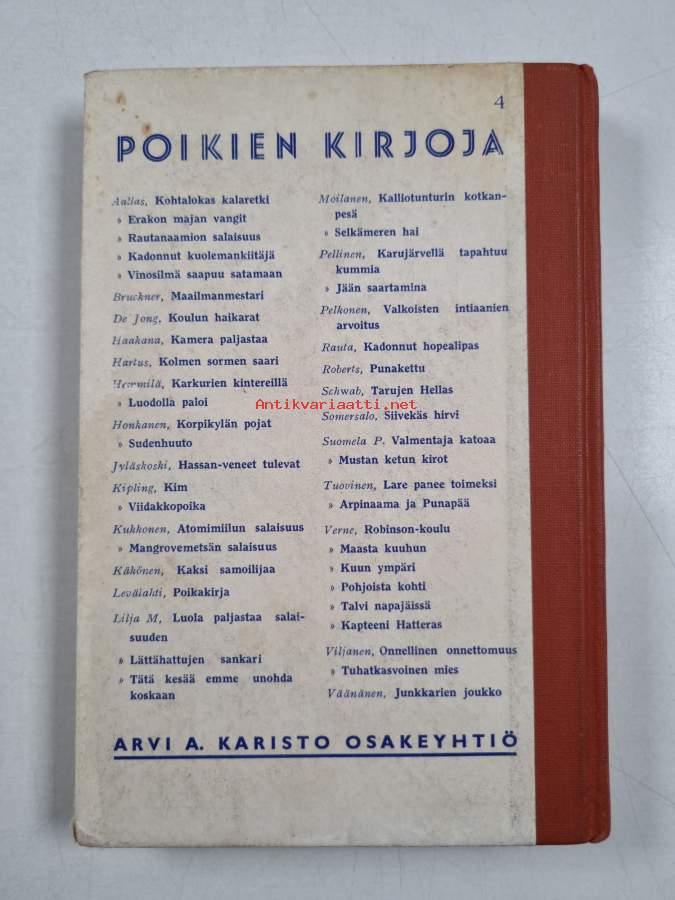 4
POIKIEN KIRJOJA
Aalias, Kohtalokas kalaretki
» Erakon majan vangit
» Rautanaamion salaisuus
» Kadonnut kuolemankiitäjä
» Vinosilmä saapuu satamaan
Bruckner, Maailmanmestari
De Jong, Koulun haikarat
Haakana, Kamera paljastaa
Hartus, Kolmen sormen saari
Hemmilä, Karkurien kintereillä
» Luodolla paloi
Honkanen, Korpikylän pojat
» Sudenhuuto
Jyläskoski, Hassan-veneet tulevat
Kipling, Kim
» Viidakkopoika
Kukkonen, Atomimiilun salaisuus
» Mangrovemetsän salaisuus
Kähönen, Kaksi samoilijaa
Levälahti, Poikakirja
Lilja M, Luola paljastaa salai-
suuden
» Lättähattujen sankari
» Tätä kesää emme unohda
koskaan
Moilanen, Kalliotunturin kotkan-
pesä
» Selkämeren hai
Pellinen, Karujärvellä tapahtuu
kummia
» Jään saartamina
Pelkonen, Valkoisten intiaanien
arvoitus
Rauta, Kadonnut hopealipas
Roberts, Punakettu
Schwab, Tarujen Hellas
Somersalo, Siivekäs hirvi
Suomela P. Valmentaja katoaa
» Mustan ketun kirot
Tuovinen, Lare panee toimeksi
» Arpinaama ja Punapää
Verne, Robinson-koulu
» Maasta kuuhun
» Kuun ympäri
» Pohjoista kohti
» Talvi napajäissä
» Kapteeni Hatteras
Viljanen, Onnellinen onnettomuus
» Tuhatkasvoinen mies
Väänänen, Junkkarien joukko
ARVI A. KARISTO OSAKEYHTIÖ
Antikvariaatti.net